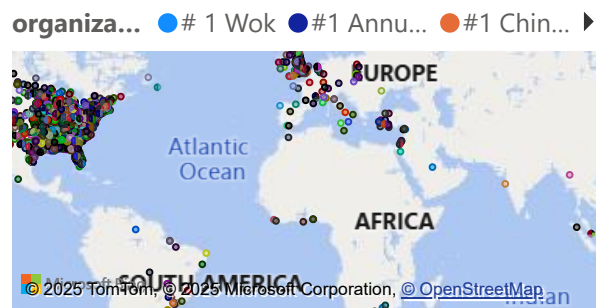 organiza... # 1 Wok #1 Annu... #1 Chin...
EUROPE
Atlantic
Ocean
AFRICA
SOUTH AMERICA
© 2025 TomTom, © 2025 Microsoft Corporation, © OpenStreetMap
Indian